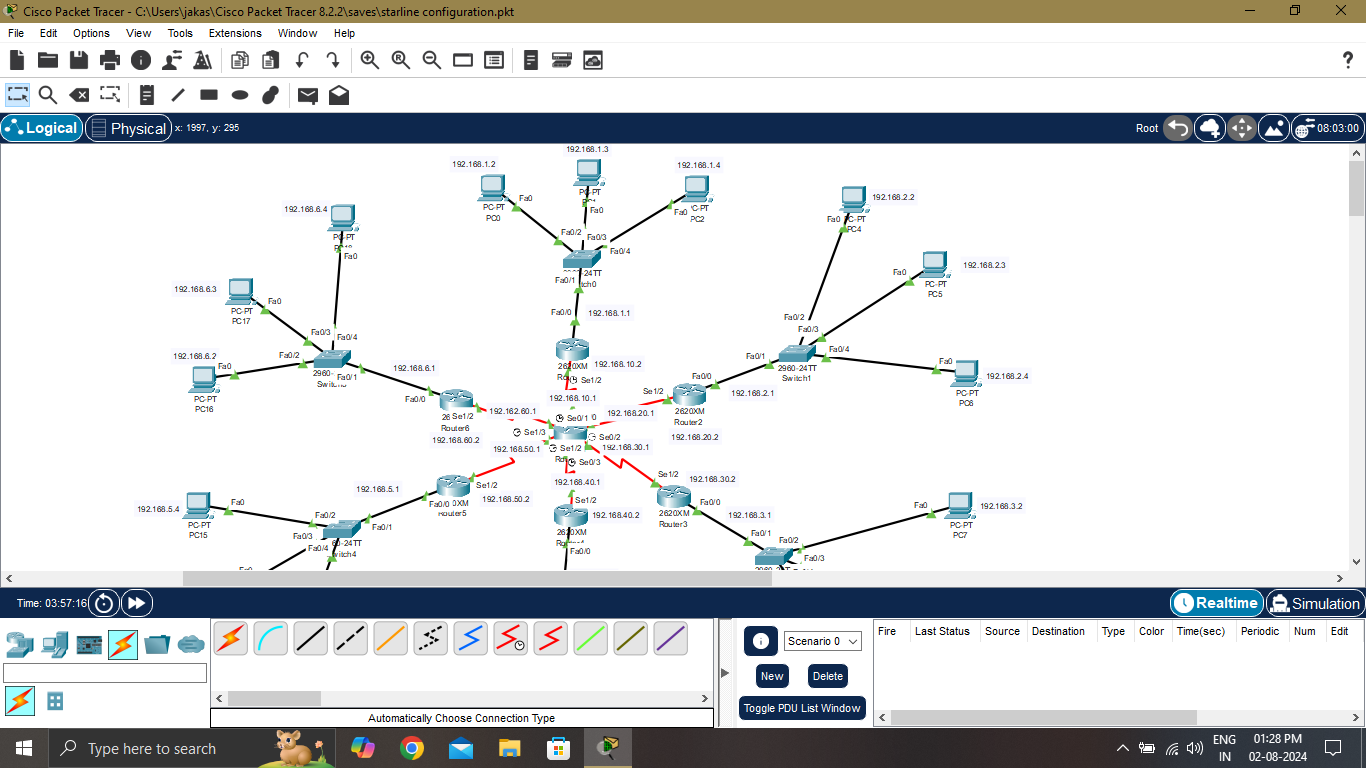 Cisco Packet Tracer - C:\Users\jakas\Cisco Packet Tracer 8.2.2\saves\starline configuration.pkt
File Edit Options View Tools Extensions Window Help
Logical Physical x: 1997, y: 295 Root 08:03:00
192.168.1.3
192.168.1.2
192.168.1.4
PC-PT
PC0
Fa0
PC-PT
Fa0
PC2
Fa0
192.168.2.2
Fa0
PC-PT
PC4
192.168.6.4
PC-PT
Fa0
Fa0/2
Fa0/3
Fa0/4
Fa0/1
192.168.2.3
Fa0
PC-PT
PC5
192.168.6.3
Fa0
PC-PT
PC17
Fa0/0
192.168.1.1
Fa0/2
Fa0/3
Fa0/4
Fa0/1
2960-24TT
Switch1
Fa0/3
Fa0/4
Fa0/2
Fa0/1
192.168.6.2
Fa0
PC-PT
PC16
192.168.6.1
Fa0/0
192.168.10.2
Se1/2
Fa0
192.168.2.4
PC-PT
PC6
Fa0/0
192.168.2.1
Se1/2
2620XM
Router2
192.168.20.2
192.168.10.1
192.168.20.1
Se0/1
Se1/2
Router6
192.168.60.2
192.162.60.1
Se1/3
Se0/2
192.168.50.1
Se1/2
192.168.30.1
Se0/3
192.168.40.1
Se1/2
192.168.30.2
Fa0/0
2620XM
Router3
192.168.3.1
192.168.5.1
Se1/2
192.168.50.2
Fa0/0
Router5
Se1/2
192.168.40.2
Fa0/0
192.168.5.4
Fa0
PC-PT
PC15
Fa0/2
Fa0/1
Fa0/3
Fa0/4
Fa0/1
Fa0/2
Fa0/3
Fa0
192.168.3.2
PC-PT
PC7
Time: 03:57:16 Realtime Simulation
Automatically Choose Connection Type
Scenario 0
New Delete
Toggle PDU List Window
Fire Last Status Source Destination Type Color Time(sec) Periodic Num Edit
Type here to search
ENG
IN
01:28 PM
02-08-2024